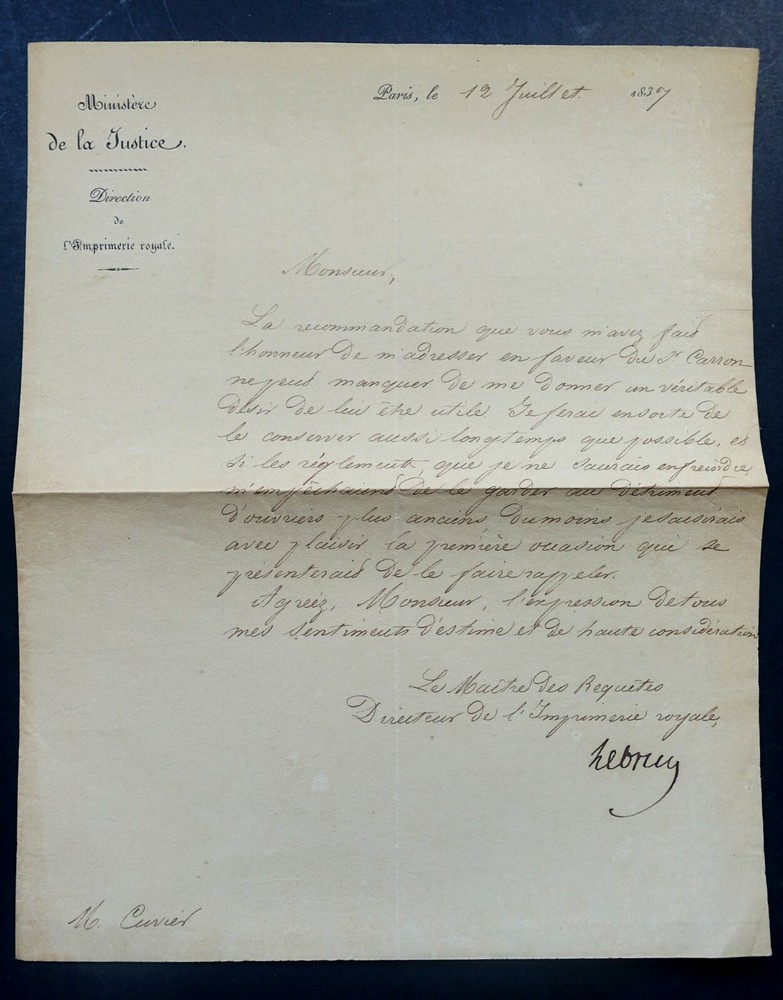 Ministère
de la Justice.
Direction
de
l'Imprimerie royale.
Paris, le 12 Juillet 1837
Monsieur,
La recommandation que vous m'avez fait
l'honneur de m'adresser en faveur du Sr. Carron
ne peut manquer de me donner un véritable
désir de lui être utile. Je ferai ensorte de
le conserver aussi longtemps que possible, et
si les réglements, que je ne saurais enfreindre,
m'empêchaient de le garder au détriment
d'ouvriers plus anciens, du moins je saisirais
avec plaisir la première occasion qui se
présenterait de le faire rappeler.
Agréez, Monsieur, l'expression de tous
mes sentiments d'estime et de haute considération
Le Maître des Requêtes
Directeur de l'Imprimerie royale,
Lebrun
M. Cuvier